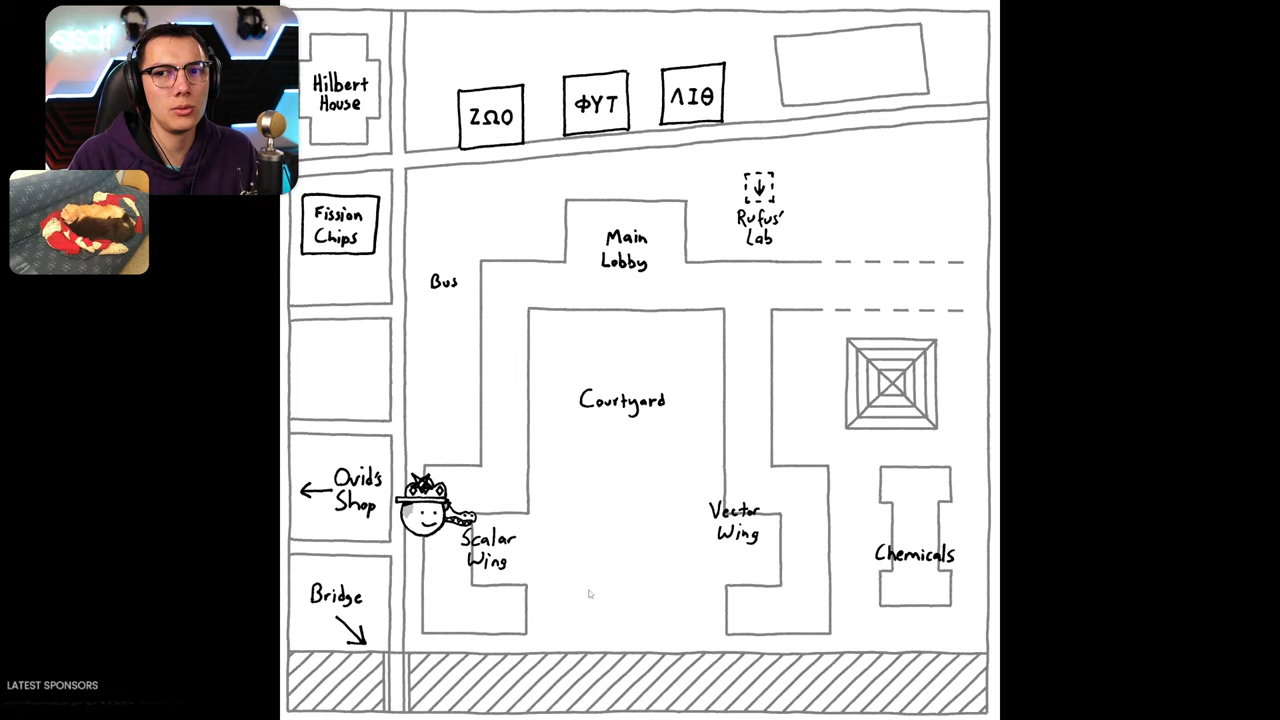 Hilbert
House
ΖΩΟ
ΦΥΤ
ΛΙΘ
Fission
Chips
Rufus'
Lab
Main
Lobby
Bus
Courtyard
Ovid's
Shop
Scalar
Wing
Vector
Wing
Chemicals
Bridge
LATEST SPONSORS